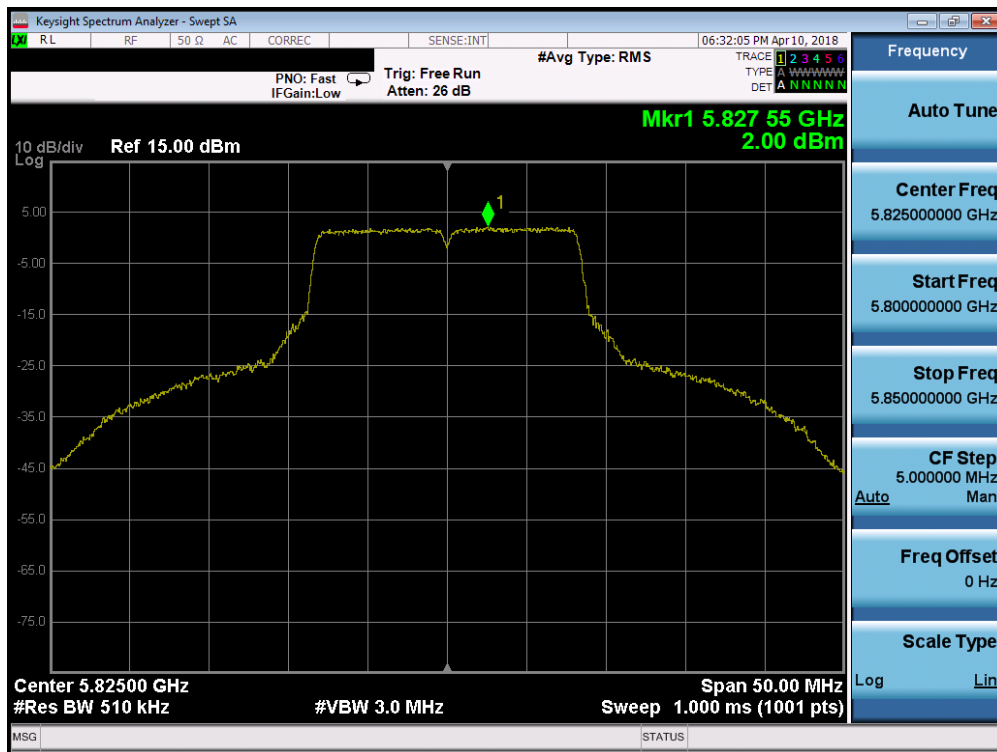 Keysight Spectrum Analyzer - Swept SA
LXI RL RF 50 Ω AC CORREC SENSE:INT 06:32:05 PM Apr 10, 2018
Frequency
PNO: Fast
IFGain:Low
Trig: Free Run
Atten: 26 dB
#Avg Type: RMS
TRACE 1 2 3 4 5 6
TYPE A WWWWW
DET A N N N N N
Mkr1 5.827 55 GHz
2.00 dBm
10 dB/div Ref 15.00 dBm
Log
1
5.00
-5.00
-15.0
-25.0
-35.0
-45.0
-55.0
-65.0
-75.0
Center 5.82500 GHz Span 50.00 MHz
#Res BW 510 kHz #VBW 3.0 MHz Sweep 1.000 ms (1001 pts)
MSG STATUS
Auto Tune
Center Freq
5.825000000 GHz
Start Freq
5.800000000 GHz
Stop Freq
5.850000000 GHz
CF Step
5.000000 MHz
Auto Man
Freq Offset
0 Hz
Scale Type
Log Lin